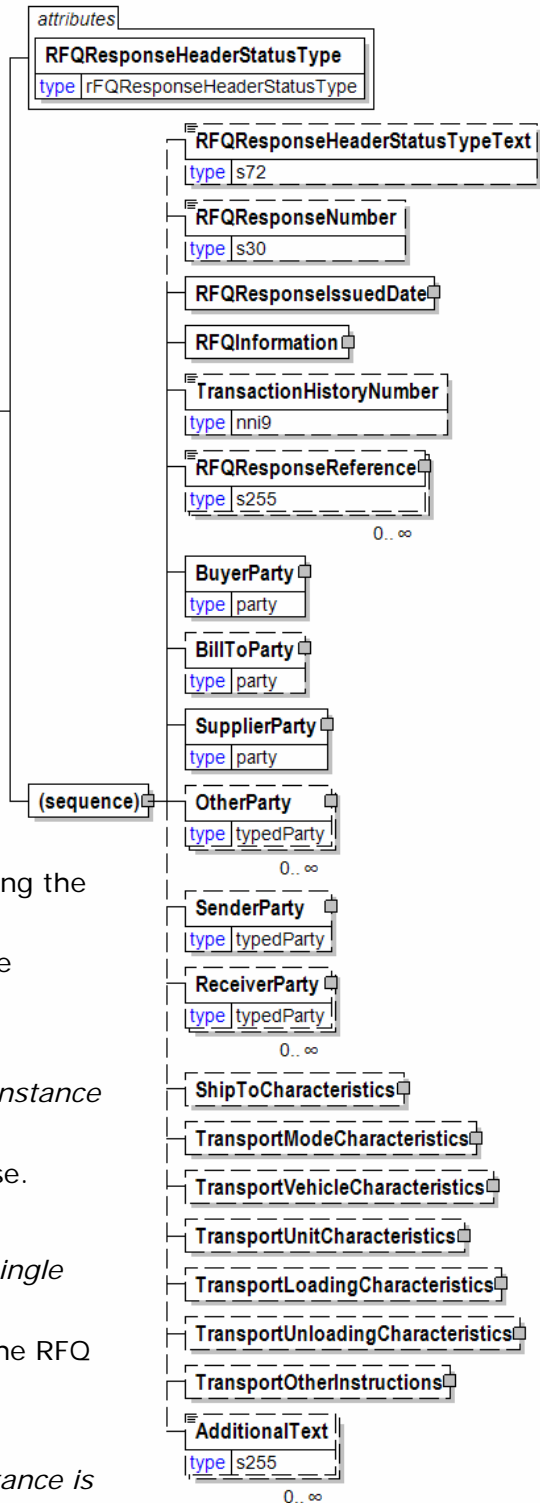 attributes
RFQResponseHeaderStatusType
type rFQResponseHeaderStatusType
RFQResponseHeaderStatusTypeText
type s72
RFQResponseNumber
type s30
RFQResponseIssuedDate
RFQInformation
TransactionHistoryNumber
type nni9
RFQResponseReference
type s255
0.. ∞
BuyerParty
type party
BillToParty
type party
SupplierParty
type party
(sequence)
OtherParty
type typedParty
0.. ∞
ing the
SenderParty
type typedParty
e
ReceiverParty
type typedParty
0.. ∞
nstance
ShipToCharacteristics
TransportModeCharacteristics
se.
TransportVehicleCharacteristics
TransportUnitCharacteristics
ingle
TransportLoadingCharacteristics
TransportUnloadingCharacteristics
he RFQ
TransportOtherInstructions
AdditionalText
type s255
tance is
0.. ∞